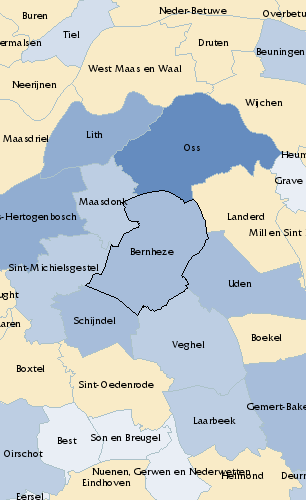 Neder-Betuwe
Overbetu
Buren
Tiel
ermalsen
Druten
Beuningen
West Maas en Waal
Neerijnen
Wijchen
Maasdriel
Lith
Oss
Heum
Grave
Maasdonk
s-Hertogenbosch
Landerd
Mill en Sint
Bernheze
Sint-Michielsgestel
Uden
ught
Schijndel
aren
Boekel
Veghel
Boxtel
Sint-Oedenrode
Gemert-Bake
Laarbeek
Best
Son en Breugel
Oirschot
Nuenen, Gerwen en Nederwetten
Helmond
Deurn
Eindhoven
Eersel